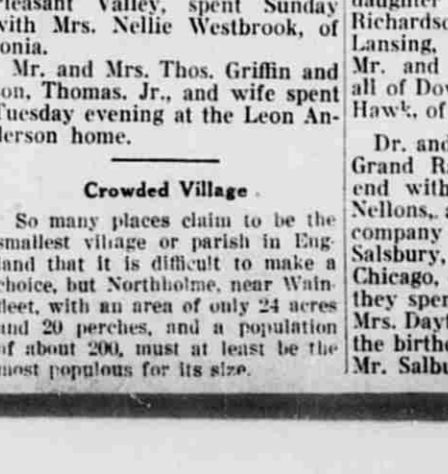 Pleasant Valley, spent Sunday
with Mrs. Nellie Westbrook, of
onia.
Mr. and Mrs. Thos. Griffin and
son, Thomas. Jr., and wife spent
Tuesday evening at the Leon An-
derson home.
Crowded Village
So many places claim to be the
smallest village or parish in Eng-
land that it is difficult to make a
choice, but Northholme, near Wain-
fleet, with an area of only 24 acres
and 20 perches, and a population
of about 200, must at least be the
most populous for its size.
daughter
Richardso
Lansing,
Mr. and
all of Dow
Hawk, of
Dr. and
Grand Ra
end with
Nellons,
company
Salsbury,
Chicago,
they spen
Mrs. Dayt
the birthd
Mr. Salbu